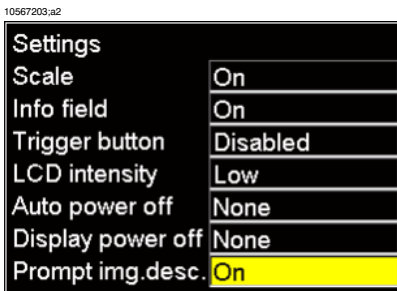 10567203;a2
Settings
Scale On
Info field On
Trigger button Disabled
LCD intensity Low
Auto power off None
Display power off None
Prompt img.desc. On